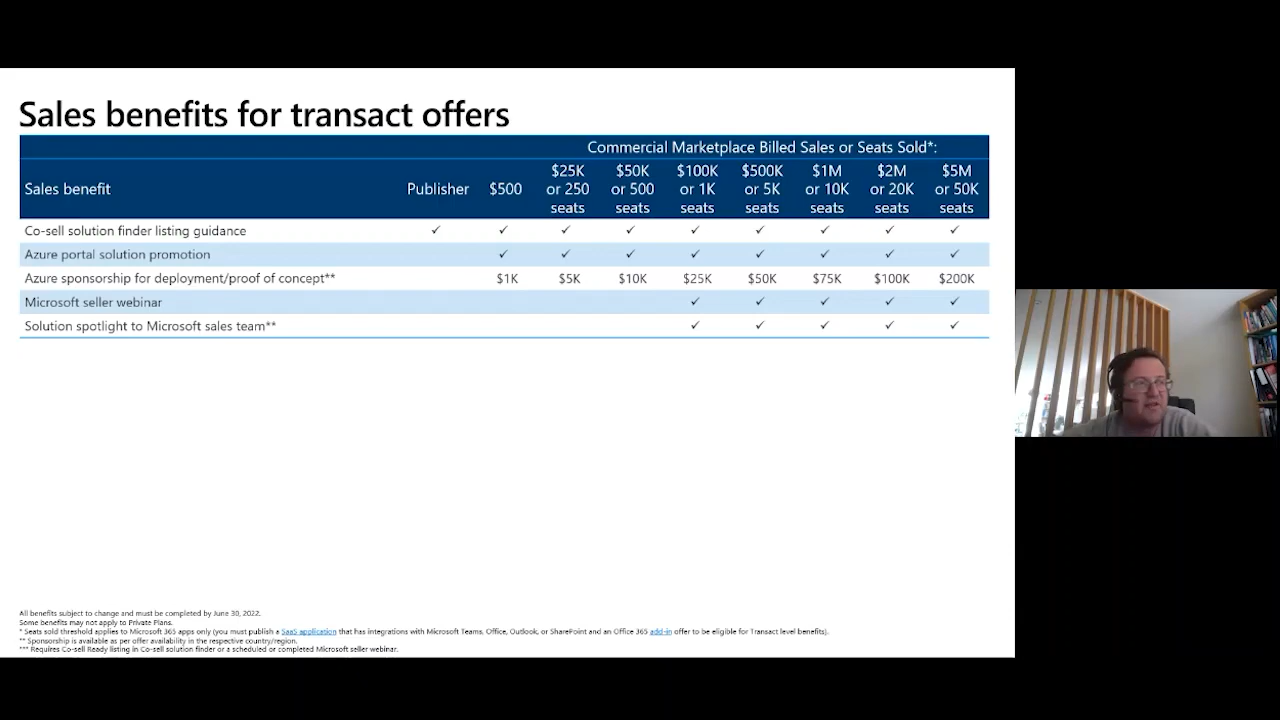 Sales benefits for transact offers
Commercial Marketplace Billed Sales or Seats Sold*:
Sales benefit Publisher $500 $25K or 250 seats $50K or 500 seats $100K or 1K seats $500K or 5K seats $1M or 10K seats $2M or 20K seats $5M or 50K seats
Co-sell solution finder listing guidance ✓ ✓ ✓ ✓ ✓ ✓ ✓ ✓ ✓
Azure portal solution promotion ✓ ✓ ✓ ✓ ✓ ✓ ✓ ✓
Azure sponsorship for deployment/proof of concept** $1K $5K $10K $25K $50K $75K $100K $200K
Microsoft seller webinar ✓ ✓ ✓ ✓ ✓
Solution spotlight to Microsoft sales team** ✓ ✓ ✓ ✓ ✓
All benefits subject to change and must be completed by June 30, 2022.
Some benefits may not apply to Private Plans.
* Seats sold threshold applies to Microsoft 365 apps only (you must publish a SaaS application that has integrations with Microsoft Teams, Office, Outlook, or SharePoint and an Office 365 add-in offer to be eligible for Transact level benefits).
** Sponsorship is available as per offer availability in the respective country/region.
*** Requires Co-sell Ready listing in Co-sell solution finder or a scheduled or completed Microsoft seller webinar.